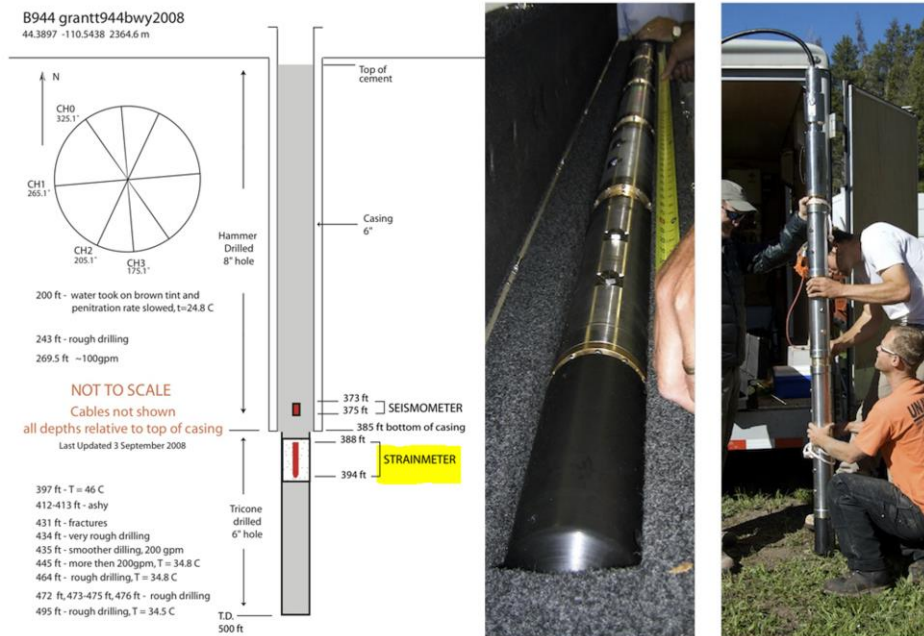 B944 grantt944bwy2008
44.3897 -110.5438 2364.6 m
N
CH0
325.1°
CH1
265.1°
CH2
205.1°
CH3
175.1°
Top of
cement
Casing
6"
Hammer
Drilled
8" hole
200 ft - water took on brown tint and
penitration rate slowed, t=24.8 C
243 ft - rough drilling
269.5 ft ~100gpm
NOT TO SCALE
Cables not shown
all depths relative to top of casing
Last Updated 3 September 2008
373 ft
375 ft
SEISMOMETER
385 ft bottom of casing
388 ft
STRAINMETER
394 ft
Tricone
drilled
6" hole
397 ft - T = 46 C
412-413 ft - ashy
431 ft - fractures
434 ft - very rough drilling
435 ft - smoother dilling, 200 gpm
445 ft - more then 200gpm, T = 34.8 C
464 ft - rough drilling, T = 34.8 C
472 ft, 473-475 ft, 476 ft - rough drilling
495 ft - rough drilling, T = 34.5 C
T.D.
500 ft